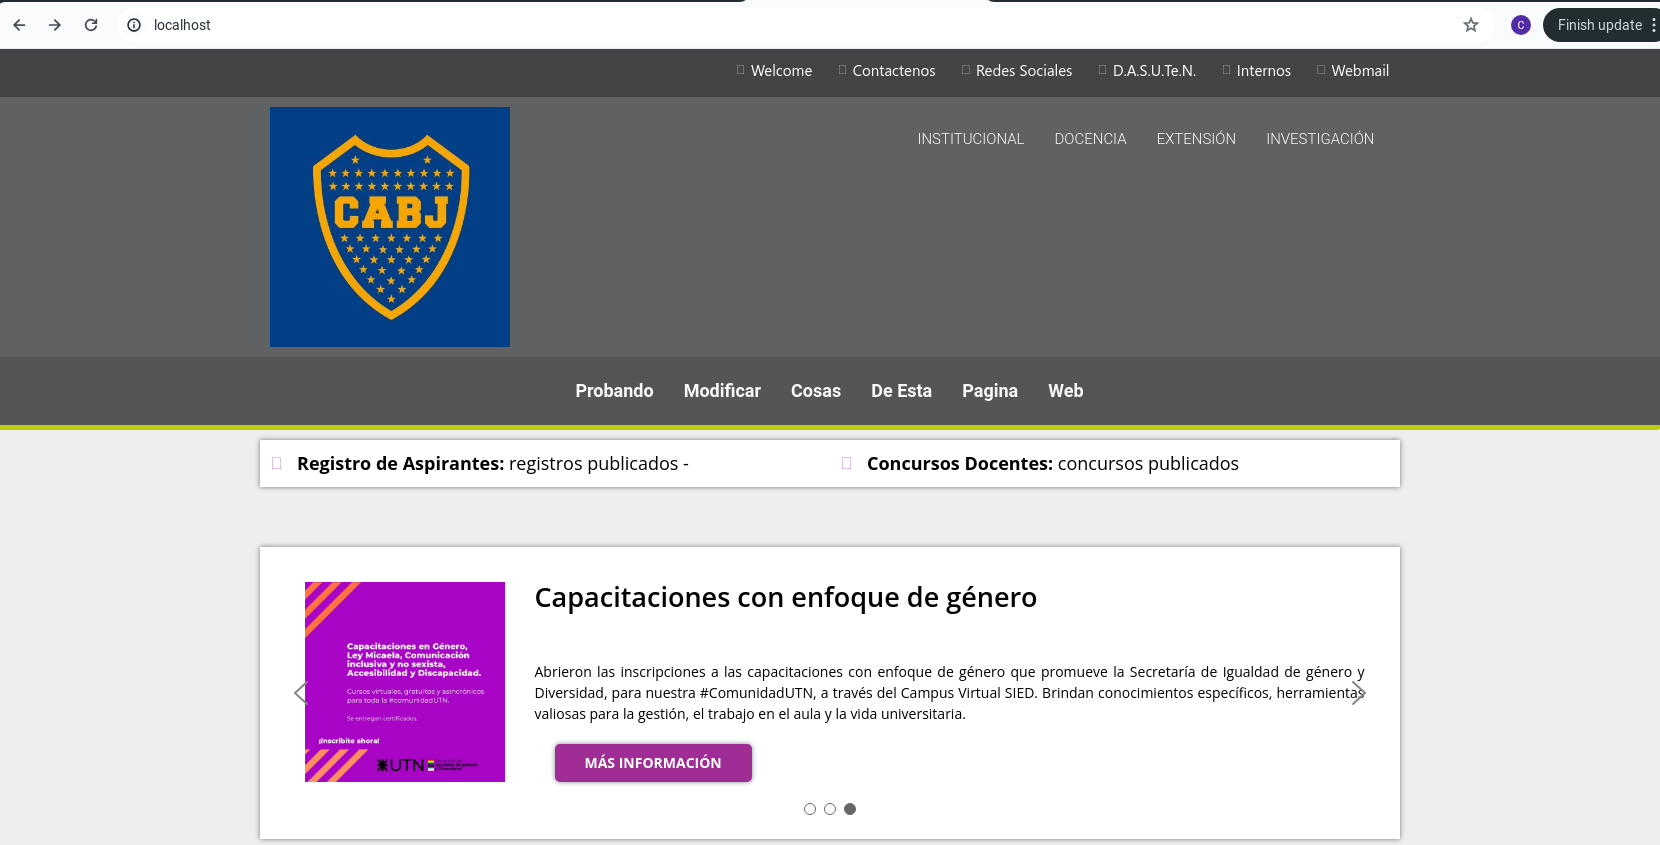 localhost
C
Finish update
Welcome
Contactenos
Redes Sociales
D.A.S.U.Te.N.
Internos
Webmail
CABJ
INSTITUCIONAL
DOCENCIA
EXTENSIÓN
INVESTIGACIÓN
Probando
Modificar
Cosas
De Esta
Pagina
Web
Registro de Aspirantes: registros publicados -
Concursos Docentes: concursos publicados
Capacitaciones en Género,
Ley Micaela, Comunicación
inclusiva y no sexista,
Accesibilidad y Discapacidad.
Cursos virtuales, gratuitos y asincrónicos
para toda la #comunidadUTN.
Se entregan certificados.
¡Inscribite ahora!
UTN
Capacitaciones con enfoque de género
Abrieron las inscripciones a las capacitaciones con enfoque de género que promueve la Secretaría de Igualdad de género y
Diversidad, para nuestra #ComunidadUTN, a través del Campus Virtual SIED. Brindan conocimientos específicos, herramientas
valiosas para la gestión, el trabajo en el aula y la vida universitaria.
MÁS INFORMACIÓN